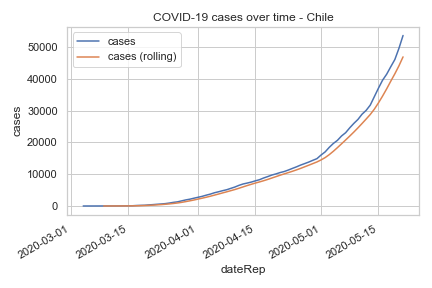 COVID-19 cases over time - Chile
cases
cases (rolling)
50000
40000
30000
20000
10000
0
cases
2020-03-01
2020-03-15
2020-04-01
2020-04-15
2020-05-01
2020-05-15
dateRep